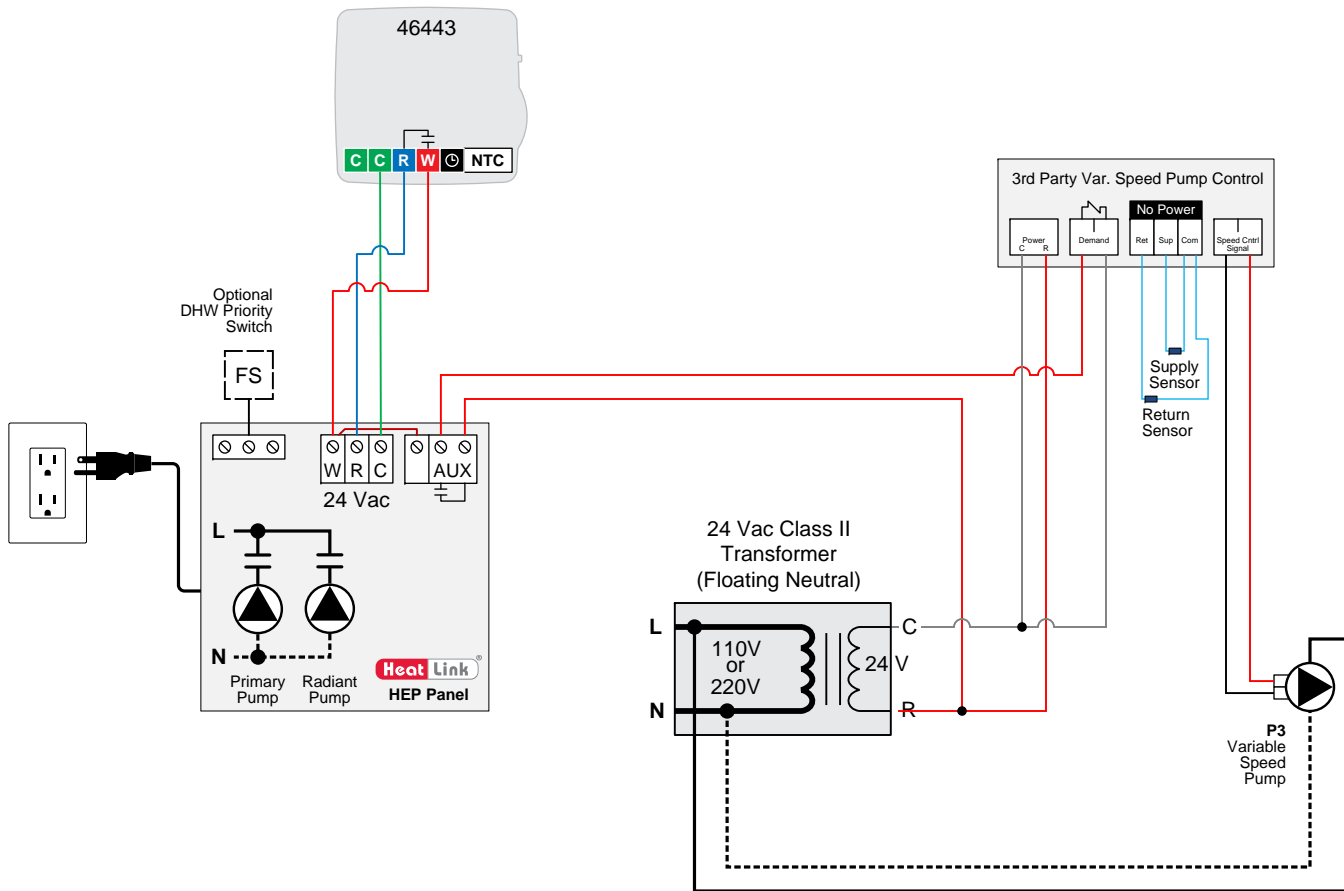 46443
C C R W NTC
3rd Party Var. Speed Pump Control
No Power
Power
C R
Demand
Ret Sup Com
Speed Cntrl
Signal
Optional
DHW Priority
Switch
FS
Supply
Sensor
Return
Sensor
W R C AUX
24 Vac
L
N
Primary
Pump
Radiant
Pump
Heat Link®
HEP Panel
24 Vac Class II
Transformer
(Floating Neutral)
L
N
110V
or
220V
24 V
C
R
P3
Variable
Speed
Pump